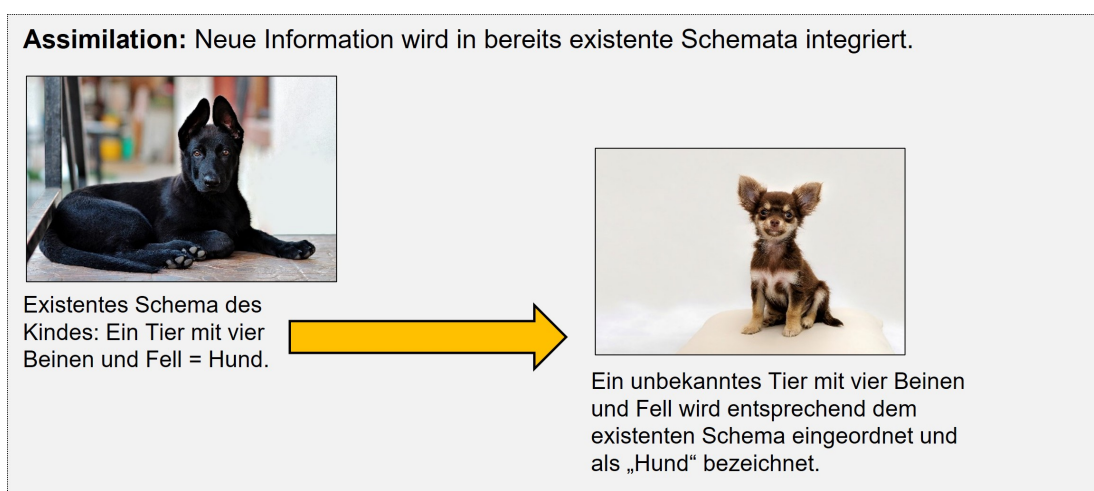 Assimilation: Neue Information wird in bereits existente Schemata integriert.
Existentes Schema des
Kindes: Ein Tier mit vier
Beinen und Fell = Hund.
Ein unbekanntes Tier mit vier Beinen
und Fell wird entsprechend dem
existenten Schema eingeordnet und
als „Hund“ bezeichnet.